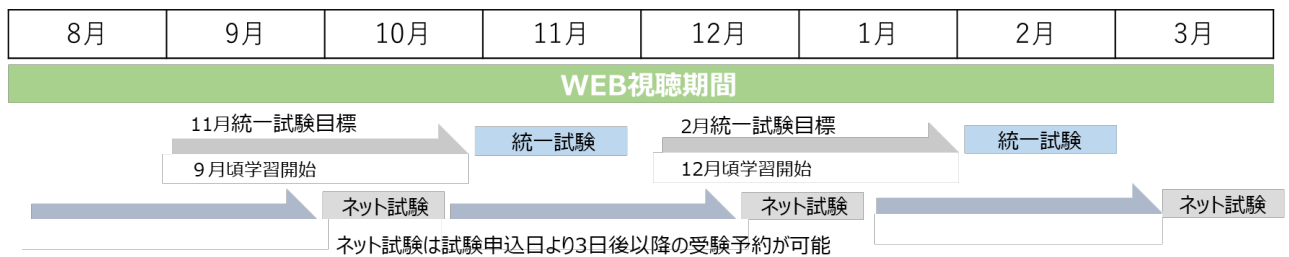 8月 9月 10月 11月 12月 1月 2月 3月
WEB視聴期間
11月統一試験目標
統一試験
2月統一試験目標
統一試験
９月頃学習開始
12月頃学習開始
ネット試験
ネット試験
ネット試験
ネット試験は試験申込日より3日後以降の受験予約が可能